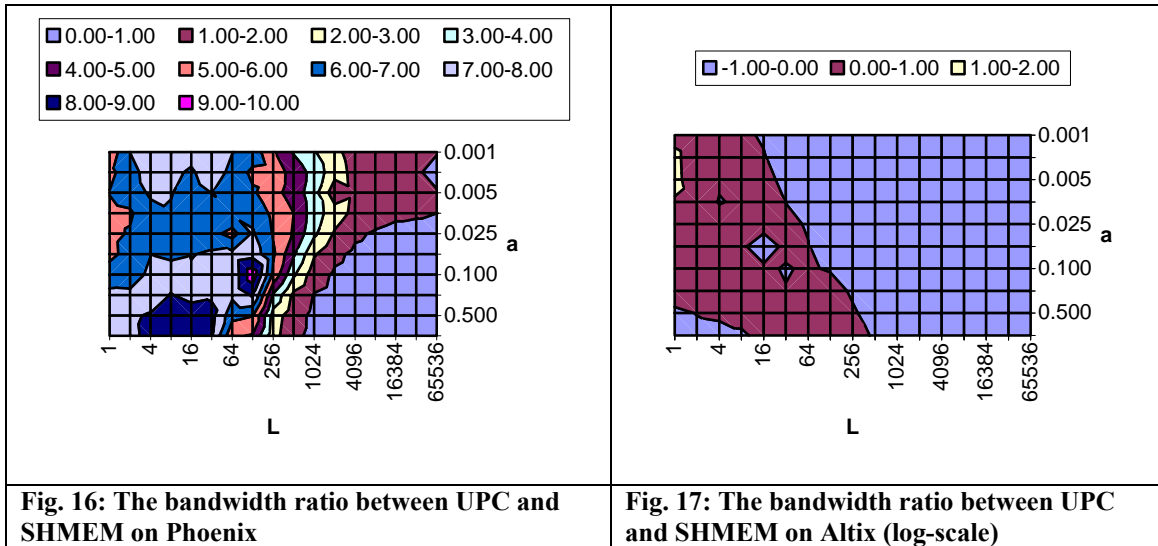 0.00-1.00 1.00-2.00 2.00-3.00 3.00-4.00
4.00-5.00 5.00-6.00 6.00-7.00 7.00-8.00
8.00-9.00 9.00-10.00
0.001
0.005
0.025
a
0.100
0.500
1 4 16 64 256 1024 4096 16384 65536
L
Fig. 16: The bandwidth ratio between UPC and
SHMEM on Phoenix
-1.00-0.00 0.00-1.00 1.00-2.00
0.001
0.005
0.025
a
0.100
0.500
1 4 16 64 256 1024 4096 16384 65536
L
Fig. 17: The bandwidth ratio between UPC
and SHMEM on Altix (log-scale)